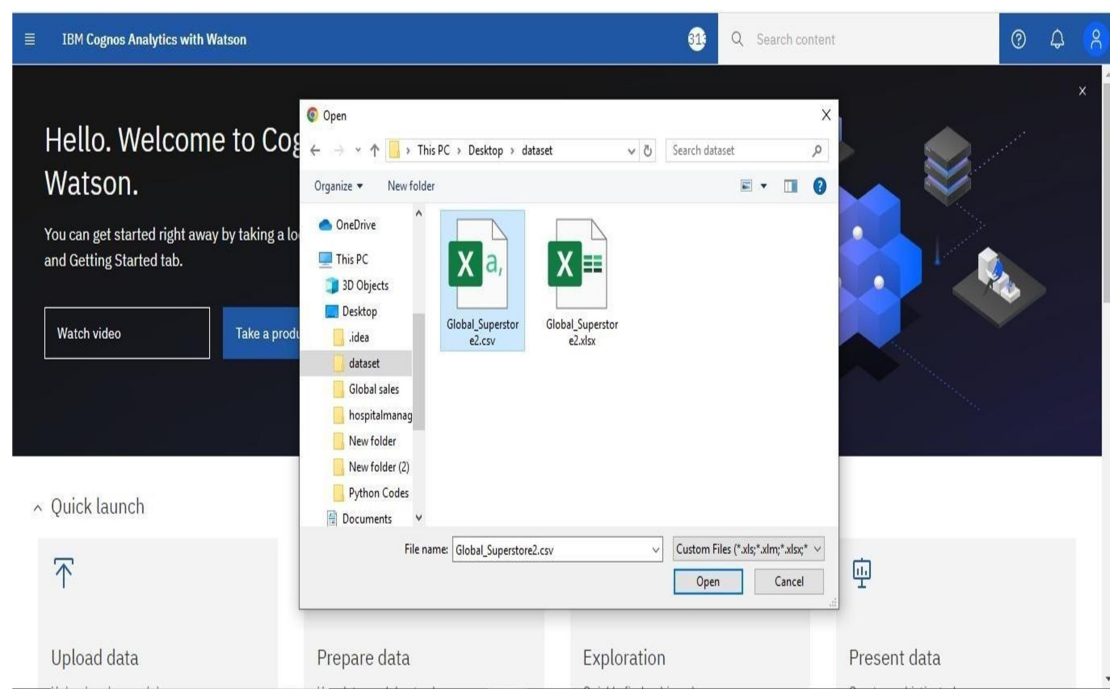 IBM Cognos Analytics with Watson
Search content
Hello. Welcome to Cog
Watson.
You can get started right away by taking a lo
and Getting Started tab.
Watch video
Take a produ
Open
This PC > Desktop > dataset
Search dataset
Organize
New folder
OneDrive
This PC
3D Objects
Desktop
.idea
dataset
Global sales
hospitalmanag
New folder
New folder (2)
Python Codes
Documents
Global_Superstor
e2.csv
Global_Superstor
e2.xlsx
File name: Global_Superstore2.csv
Custom Files (*.xls;*.xlm;*.xlsx;*
Open
Cancel
Quick launch
Upload data
Prepare data
Exploration
Present data